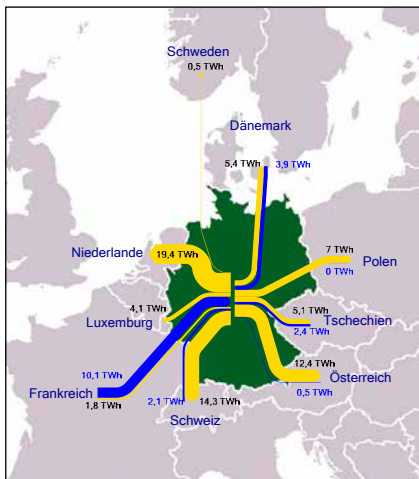 Schweden
0,5 TWh
Dänemark
5,4 TWh
3,9 TWh
Niederlande
19,4 TWh
7 TWh
Polen
0 TWh
4,1 TWh
Luxemburg
5,1 TWh
Tschechien
2,4 TWh
12,4 TWh
Österreich
0,5 TWh
10,1 TWh
Frankreich
1,8 TWh
2,1 TWh
14,3 TWh
Schweiz